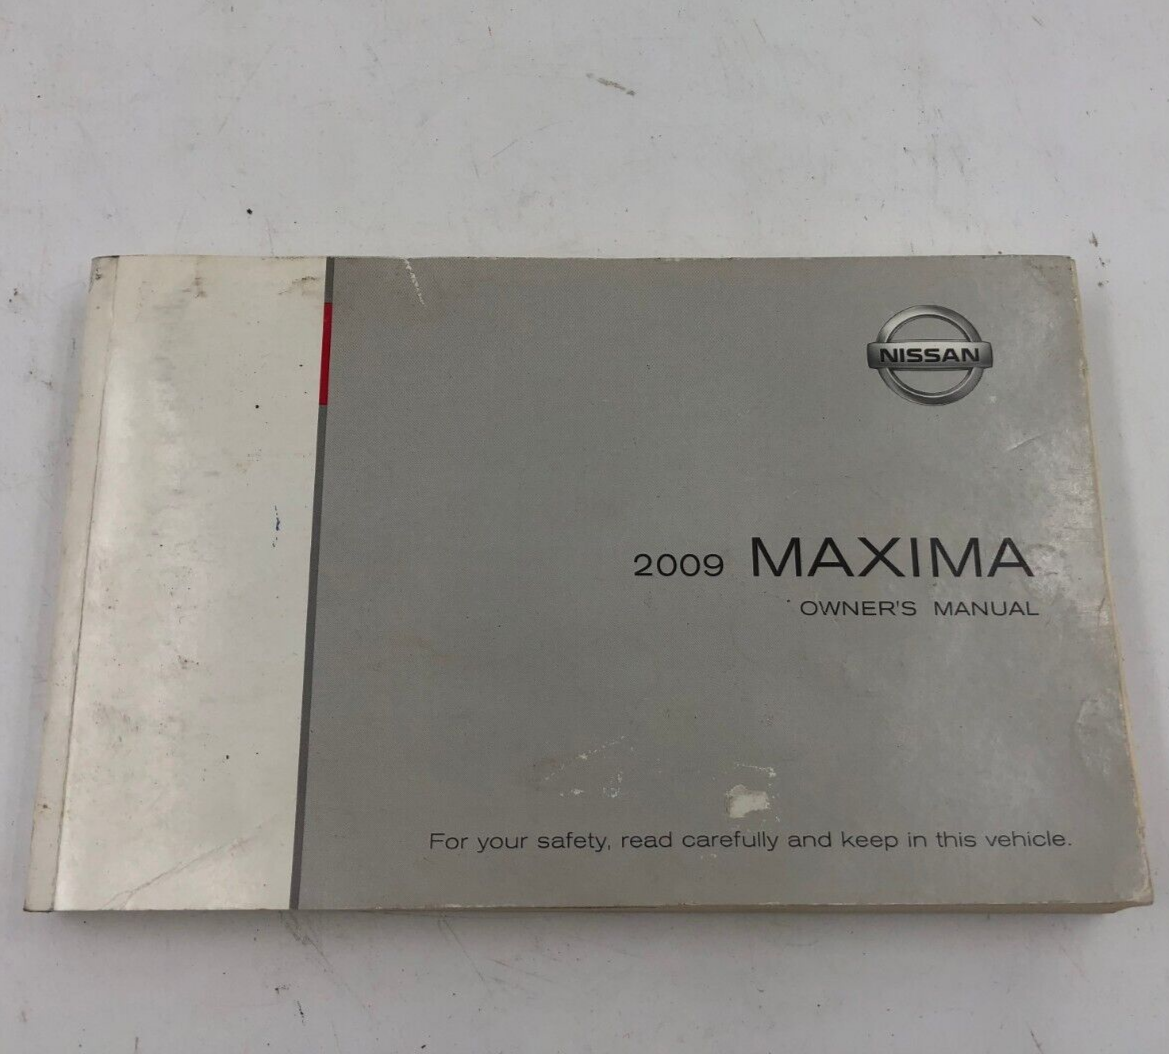 NISSAN
2009 MAXIMA
OWNER'S MANUAL
For your safety, read carefully and keep in this vehicle.